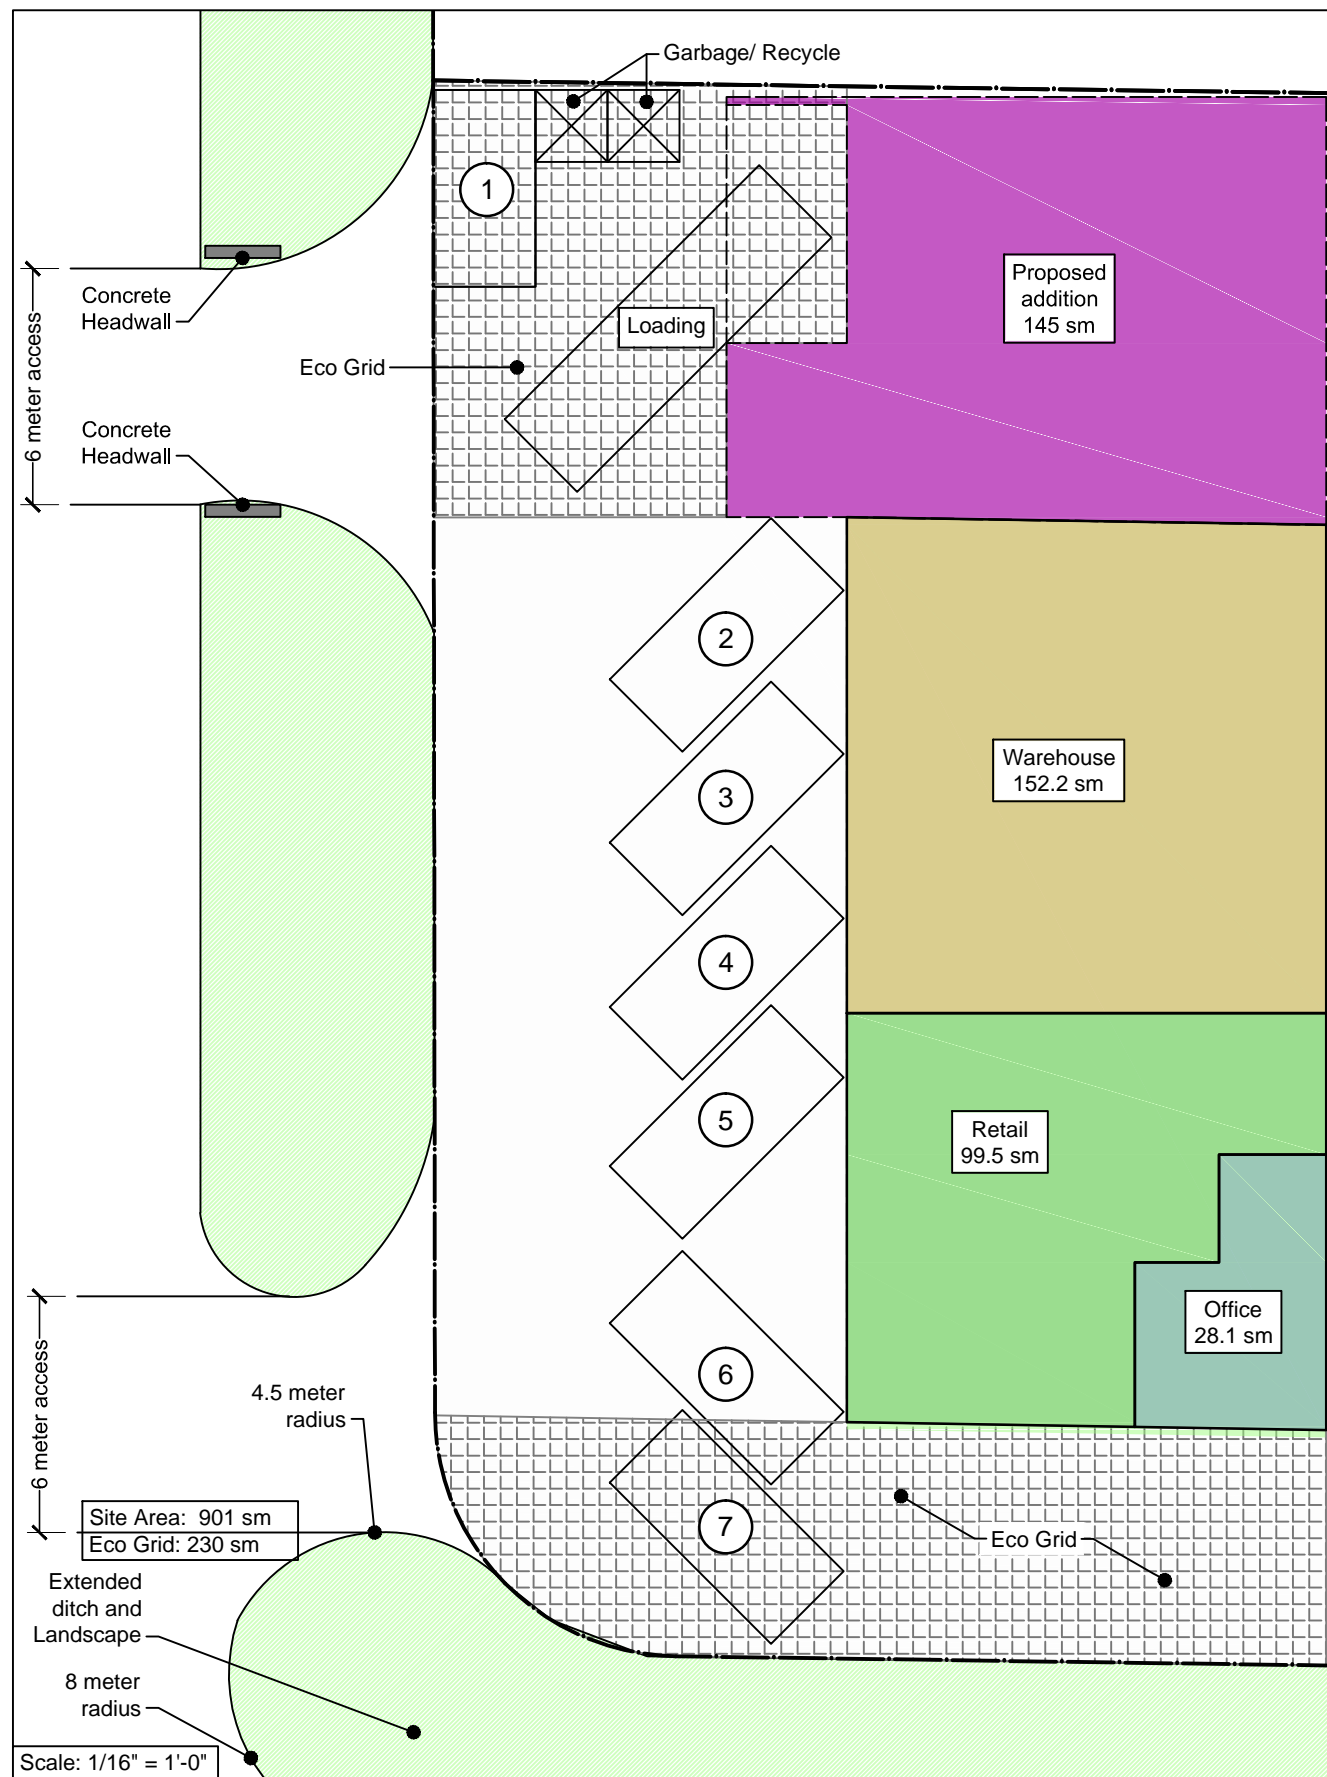 Garbage/ Recycle
1
Proposed
addition
145 sm
Concrete
Headwall
Loading
Eco Grid
6 meter access
Concrete
Headwall
2
Warehouse
152.2 sm
3
4
5
Retail
99.5 sm
Office
28.1 sm
6
6 meter access
4.5 meter
radius
7
Site Area: 901 sm
Eco Grid: 230 sm
Eco Grid
Extended
ditch and
Landscape
8 meter
radius
Scale: 1/16" = 1'-0"